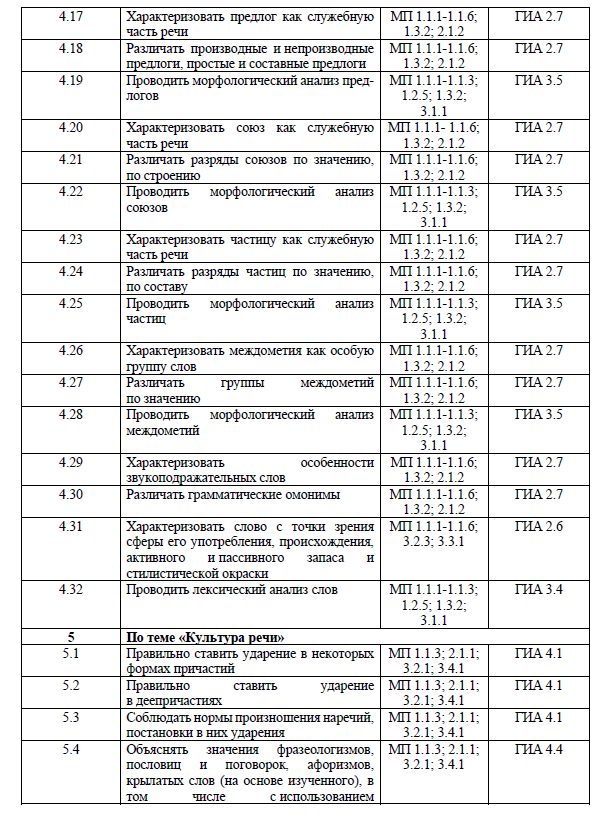 4.17 Характеризовать предлог как служебную МП 1.1.1-1.1.6; ГИА 2.7
часть речи 1.3.2; 2.1.2
4.18 Различать производные и непроизводные МП 1.1.1-1.1.6; ГИА 2.7
предлоги, простые и составные предлоги 1.3.2; 2.1.2
4.19 Проводить морфологический анализ пред- МП 1.1.1-1.1.3; ГИА 3.5
логов 1.2.5; 1.3.2;
3.1.1
4.20 Характеризовать союз как служебную МП 1.1.1- 1.1.6; ГИА 2.7
часть речи 1.3.2; 2.1.2
4.21 Различать разряды союзов по значению, МП 1.1.1-1.1.6; ГИА 2.7
по строению 1.3.2; 2.1.2
4.22 Проводить морфологический анализ МП 1.1.1-1.1.3; ГИА 3.5
союзов 1.2.5; 1.3.2;
3.1.1
4.23 Характеризовать частицу как служебную МП 1.1.1-1.1.6; ГИА 2.7
часть речи 1.3.2; 2.1.2
4.24 Различать разряды частиц по значению, МП 1.1.1-1.1.6; ГИА 2.7
по составу 1.3.2; 2.1.2
4.25 Проводить морфологический анализ МП 1.1.1-1.1.3; ГИА 3.5
частиц 1.2.5; 1.3.2;
3.1.1
4.26 Характеризовать междометия как особую МП 1.1.1-1.1.6; ГИА 2.7
группу слов 1.3.2; 2.1.2
4.27 Различать группы междометий МП 1.1.1-1.1.6; ГИА 2.7
по значению 1.3.2; 2.1.2
4.28 Проводить морфологический анализ МП 1.1.1-1.1.3; ГИА 3.5
междометий 1.2.5; 1.3.2;
3.1.1
4.29 Характеризовать особенности МП 1.1.1-1.1.6; ГИА 2.7
звукоподражательных слов 1.3.2; 2.1.2
4.30 Различать грамматические омонимы МП 1.1.1-1.1.6; ГИА 2.7
1.3.2; 2.1.2
4.31 Характеризовать слово с точки зрения МП 1.1.1-1.1.6; ГИА 2.6
сферы его употребления, происхождения, 3.2.3; 3.3.1
активного и пассивного запаса и
стилистической окраски
4.32 Проводить лексический анализ слов МП 1.1.1-1.1.3; ГИА 3.4
1.2.5; 1.3.2;
3.1.1
5 По теме «Культура речи»
5.1 Правильно ставить ударение в некоторых МП 1.1.3; 2.1.1; ГИА 4.1
формах причастий 3.2.1; 3.4.1
5.2 Правильно ставить ударение МП 1.1.3; 2.1.1; ГИА 4.1
в деепричастиях 3.2.1; 3.4.1
5.3 Соблюдать нормы произношения наречий, МП 1.1.3; 2.1.1; ГИА 4.1
постановки в них ударения 3.2.1; 3.4.1
5.4 Объяснять значения фразеологизмов, МП 1.1.3; 2.1.1; ГИА 4.4
пословиц и поговорок, афоризмов, 3.2.1; 3.4.1
крылатых слов (на основе изученного), в
том числе с использованием